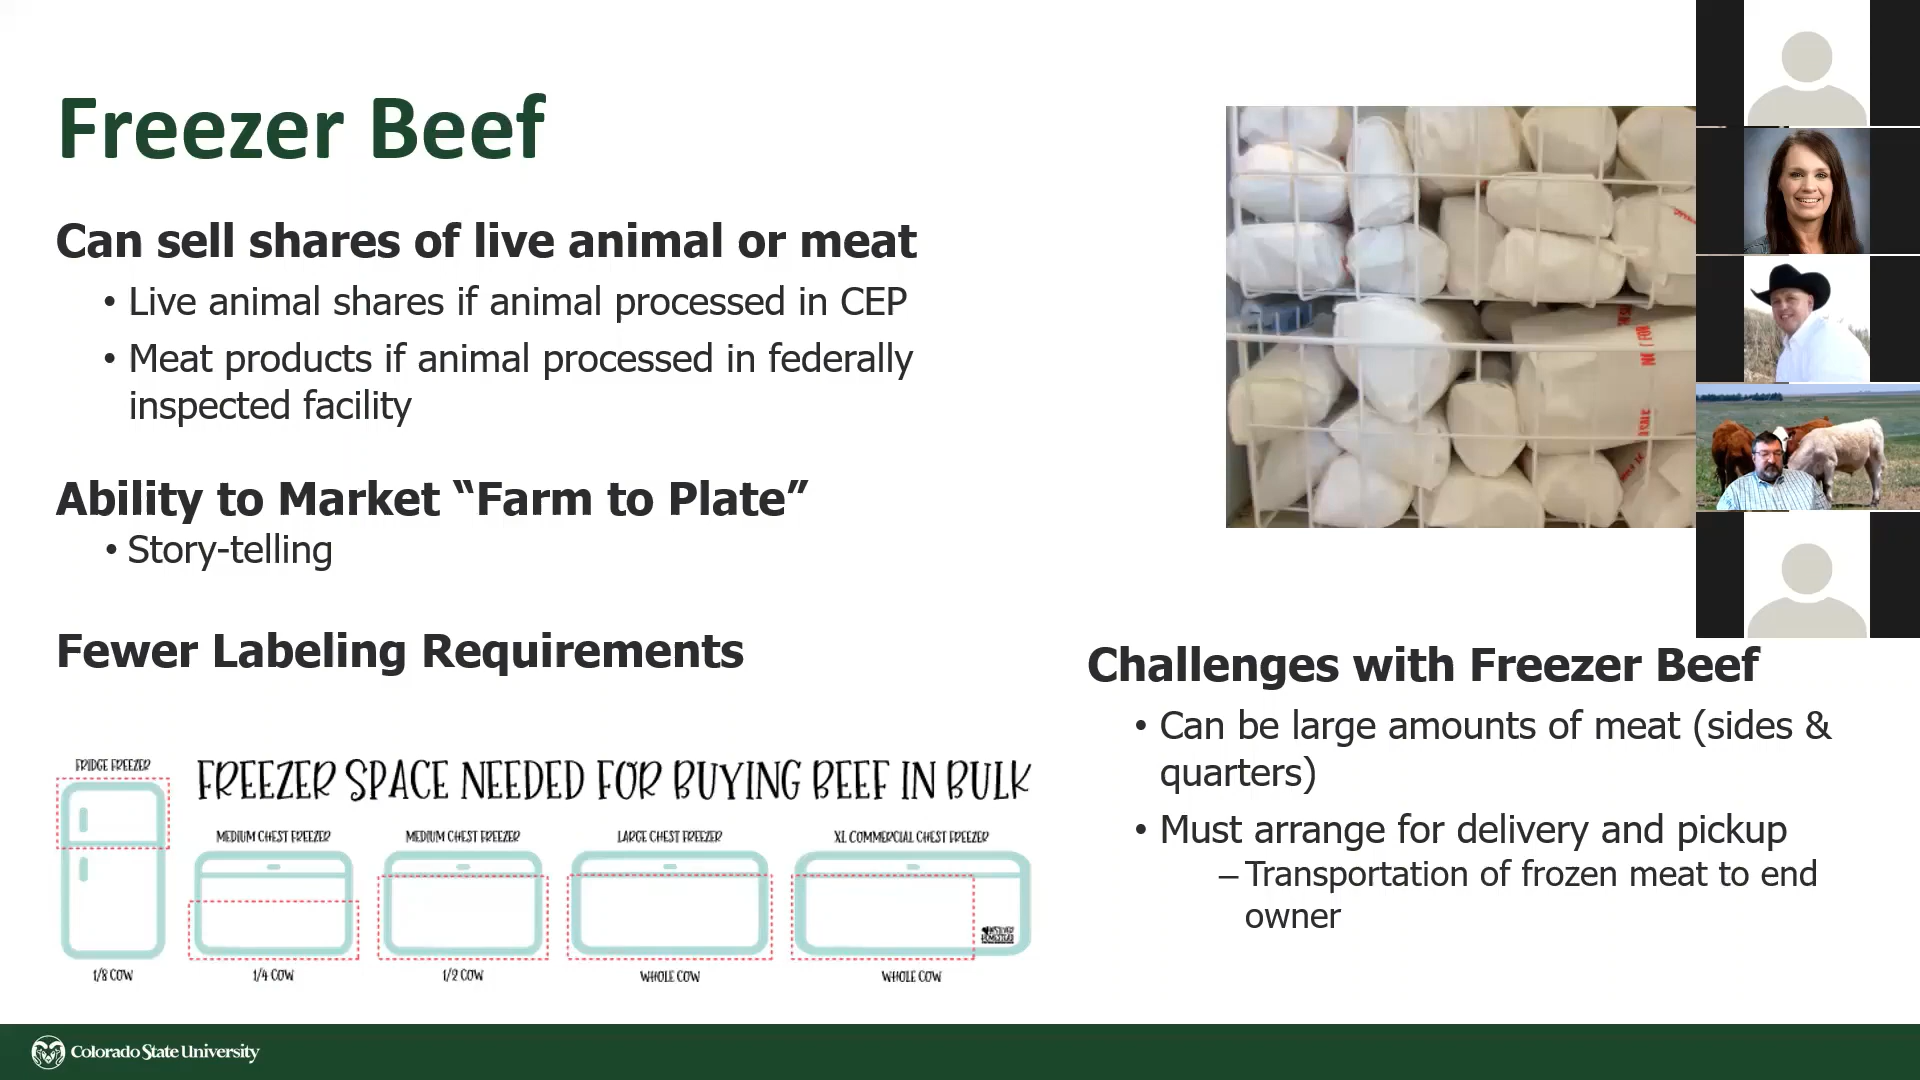 Freezer Beef
Can sell shares of live animal or meat
• Live animal shares if animal processed in CEP
• Meat products if animal processed in federally
inspected facility
Ability to Market “Farm to Plate”
• Story-telling
Fewer Labeling Requirements
FRIDGE FREEZER
FREEZER SPACE NEEDED FOR BUYING BEEF IN BULK
MEDIUM CHEST FREEZER
MEDIUM CHEST FREEZER
LARGE CHEST FREEZER
XL COMMERCIAL CHEST FREEZER
1/8 COW
1/4 COW
1/2 COW
WHOLE COW
WHOLE COW
NOT FOR
SALE
Challenges with Freezer Beef
• Can be large amounts of meat (sides &
quarters)
• Must arrange for delivery and pickup
– Transportation of frozen meat to end
owner
Colorado State University